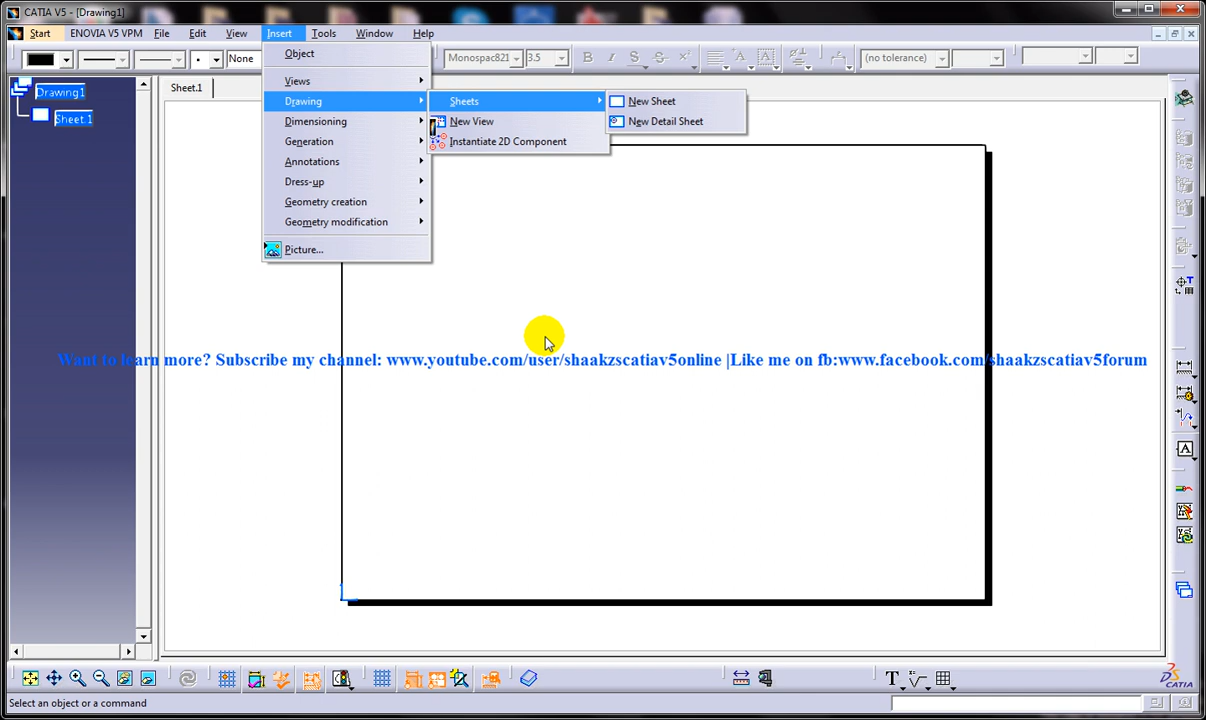 CATIA V5 - [Drawing1]
Start ENOVIA V5 VPM File Edit View Insert Tools Window Help
None Monospac821 3.5 B I S S (no tolerance)
Drawing1
Sheet.1
Sheet.1
Object
Views
Drawing
Dimensioning
Generation
Annotations
Dress-up
Geometry creation
Geometry modification
Picture...
Sheets
New View
Instantiate 2D Component
New Sheet
New Detail Sheet
Want to learn more? Subscribe my channel: www.youtube.com/user/shaakzscatiav5online |Like me on fb:www.facebook.com/shaakzscatiav5forum
CATIA
Select an object or a command